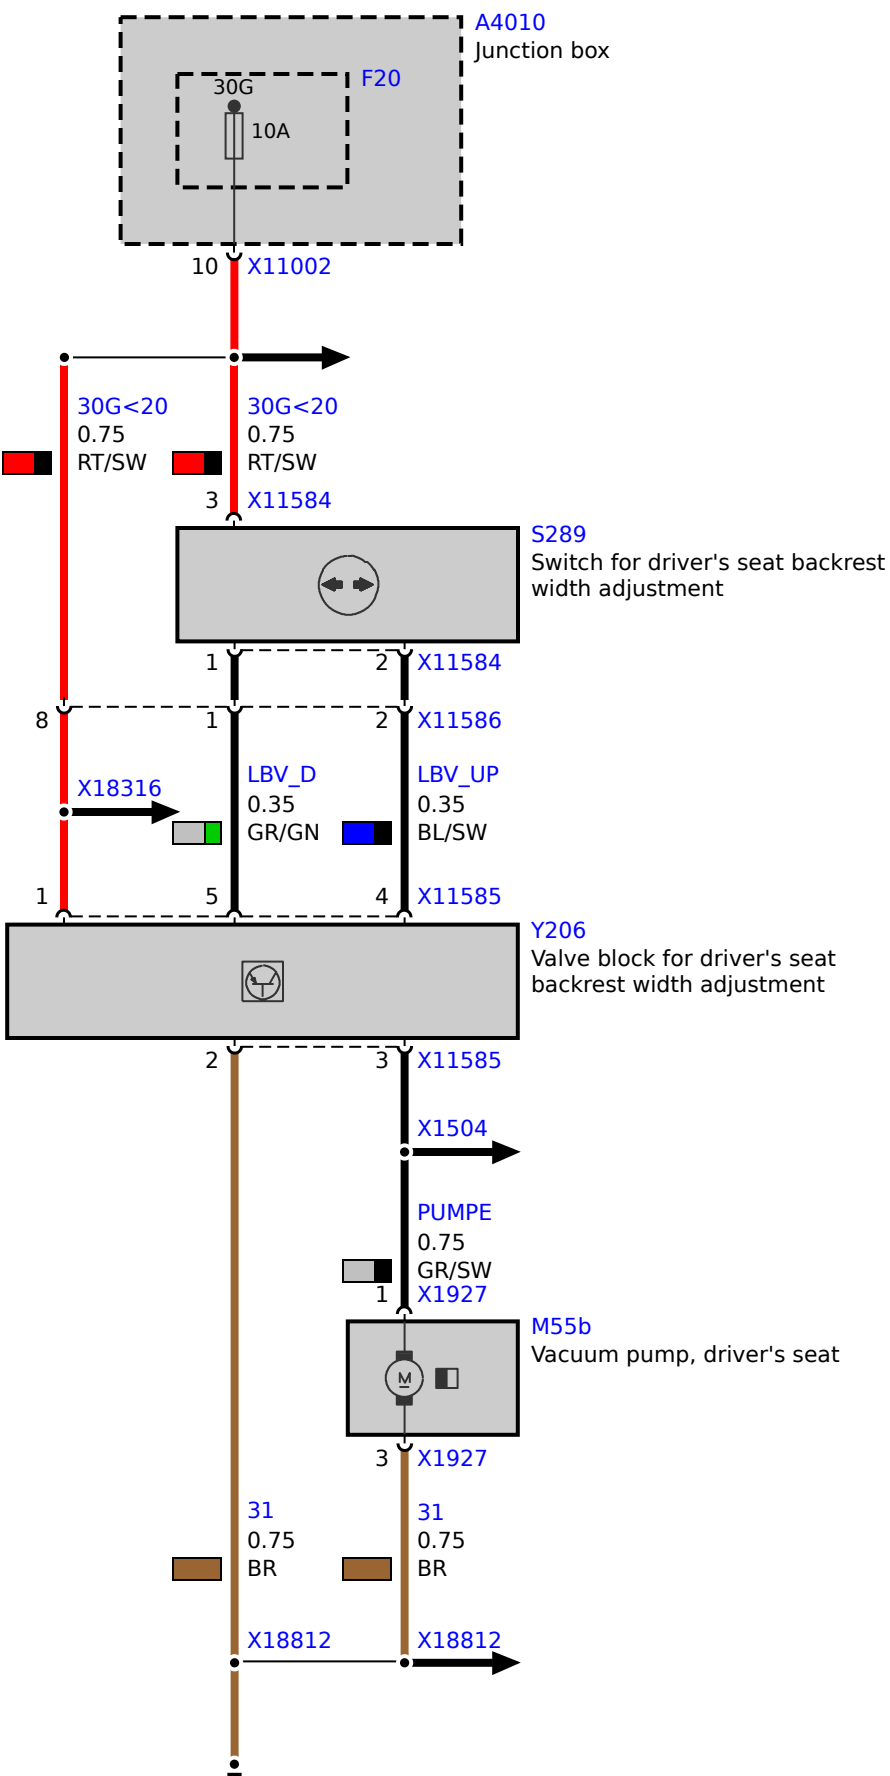 A4010
Junction box
F20
30G
10A
10 X11002
30G<20 30G<20
0.75 0.75
RT/SW RT/SW
3 X11584
S289
Switch for driver's seat backrest
width adjustment
1 2 X11584
8 1 2 X11586
X18316 LBV_D LBV_UP
0.35 0.35
GR/GN BL/SW
1 5 4 X11585
Y206
Valve block for driver's seat
backrest width adjustment
2 3 X11585
X1504
PUMPE
0.75
GR/SW
1 X1927
M55b
Vacuum pump, driver's seat
M
3 X1927
31 31
0.75 0.75
BR BR
X18812 X18812